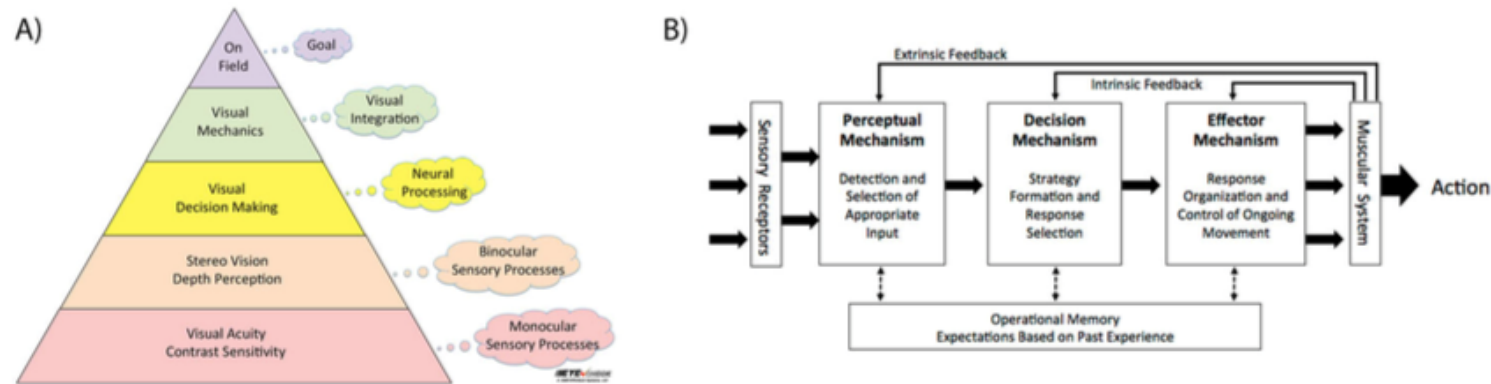 A)
On
Field
Goal
Visual
Mechanics
Visual
Integration
Visual
Decision Making
Neural
Processing
Stereo Vision
Depth Perception
Binocular
Sensory Processes
Visual Acuity
Contrast Sensitivity
Monocular
Sensory Processes
B)
Extrinsic Feedback
Intrinsic Feedback
Sensory Receptors
Perceptual
Mechanism
Detection and
Selection of
Appropriate
Input
Decision
Mechanism
Strategy
Formation and
Response
Selection
Effector
Mechanism
Response
Organization and
Control of Ongoing
Movement
Muscular System
Action
Operational Memory
Expectations Based on Past Experience